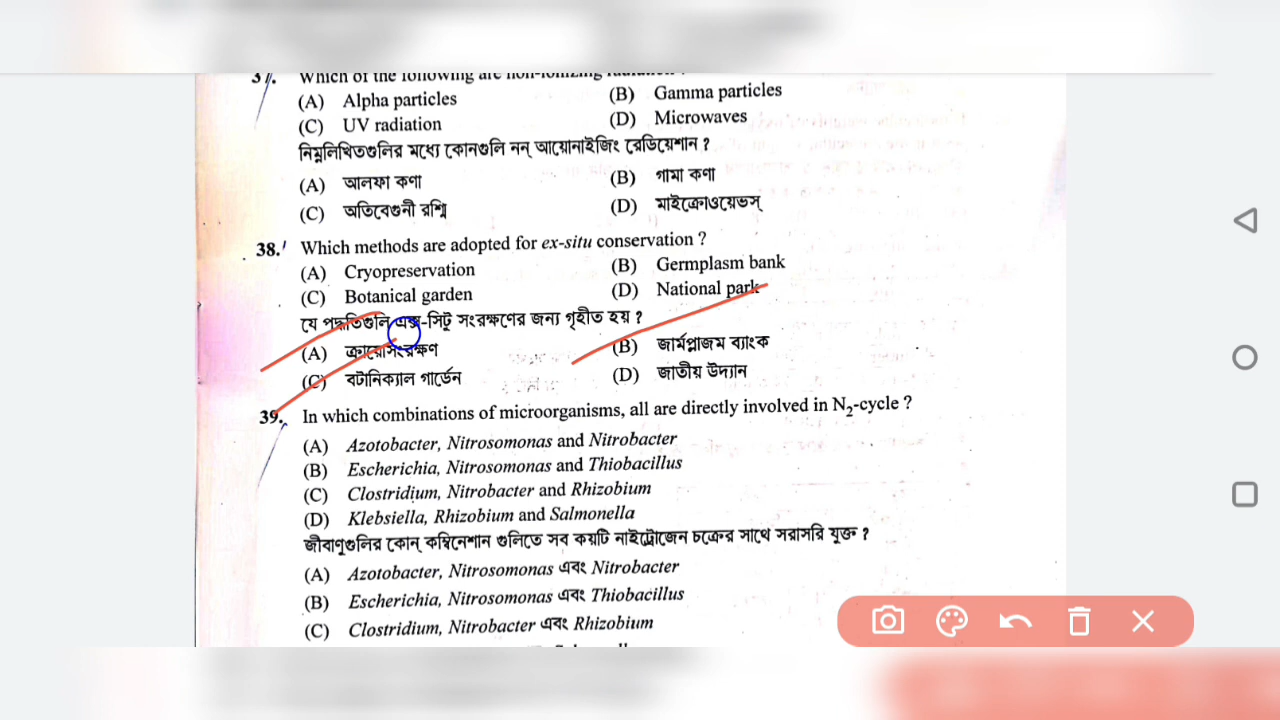 37. Which of the following are non-ionizing radiation ?
(A) Alpha particles (B) Gamma particles
(C) UV radiation (D) Microwaves
নিম্নলিখিতগুলির মধ্যে কোনগুলি নন্ আয়োনাইজিং রেডিয়েশান ?
(A) আলফা কণা (B) গামা কণা
(C) অতিবেগুনী রশ্মি (D) মাইক্রোওয়েভস্
38. Which methods are adopted for ex-situ conservation ?
(A) Cryopreservation (B) Germplasm bank
(C) Botanical garden (D) National park
যে পদ্ধতিগুলি এক্স-সিটু সংরক্ষণের জন্য গৃহীত হয় ?
(A) ক্রায়োসংরক্ষণ (B) জার্মপ্লাজম ব্যাংক
(C) বটানিক্যাল গার্ডেন (D) জাতীয় উদ্যান
39. In which combinations of microorganisms, all are directly involved in N₂-cycle ?
(A) Azotobacter, Nitrosomonas and Nitrobacter
(B) Escherichia, Nitrosomonas and Thiobacillus
(C) Clostridium, Nitrobacter and Rhizobium
(D) Klebsiella, Rhizobium and Salmonella
জীবাণুগুলির কোন্ কম্বিনেশান গুলিতে সব কয়টি নাইট্রোজেন চক্রের সাথে সরাসরি যুক্ত ?
(A) Azotobacter, Nitrosomonas এবং Nitrobacter
(B) Escherichia, Nitrosomonas এবং Thiobacillus
(C) Clostridium, Nitrobacter এবং Rhizobium